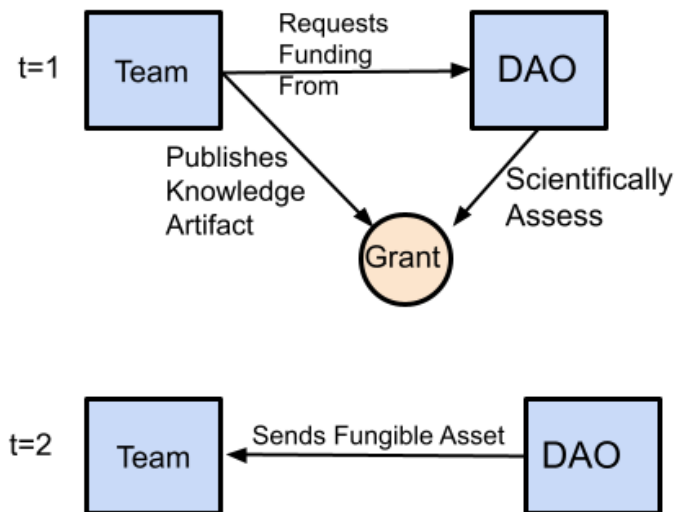 t=1
Team
Requests
Funding
From
DAO
Publishes
Knowledge
Artifact
Scientifically
Assess
Grant
t=2
Team
Sends Fungible Asset
DAO